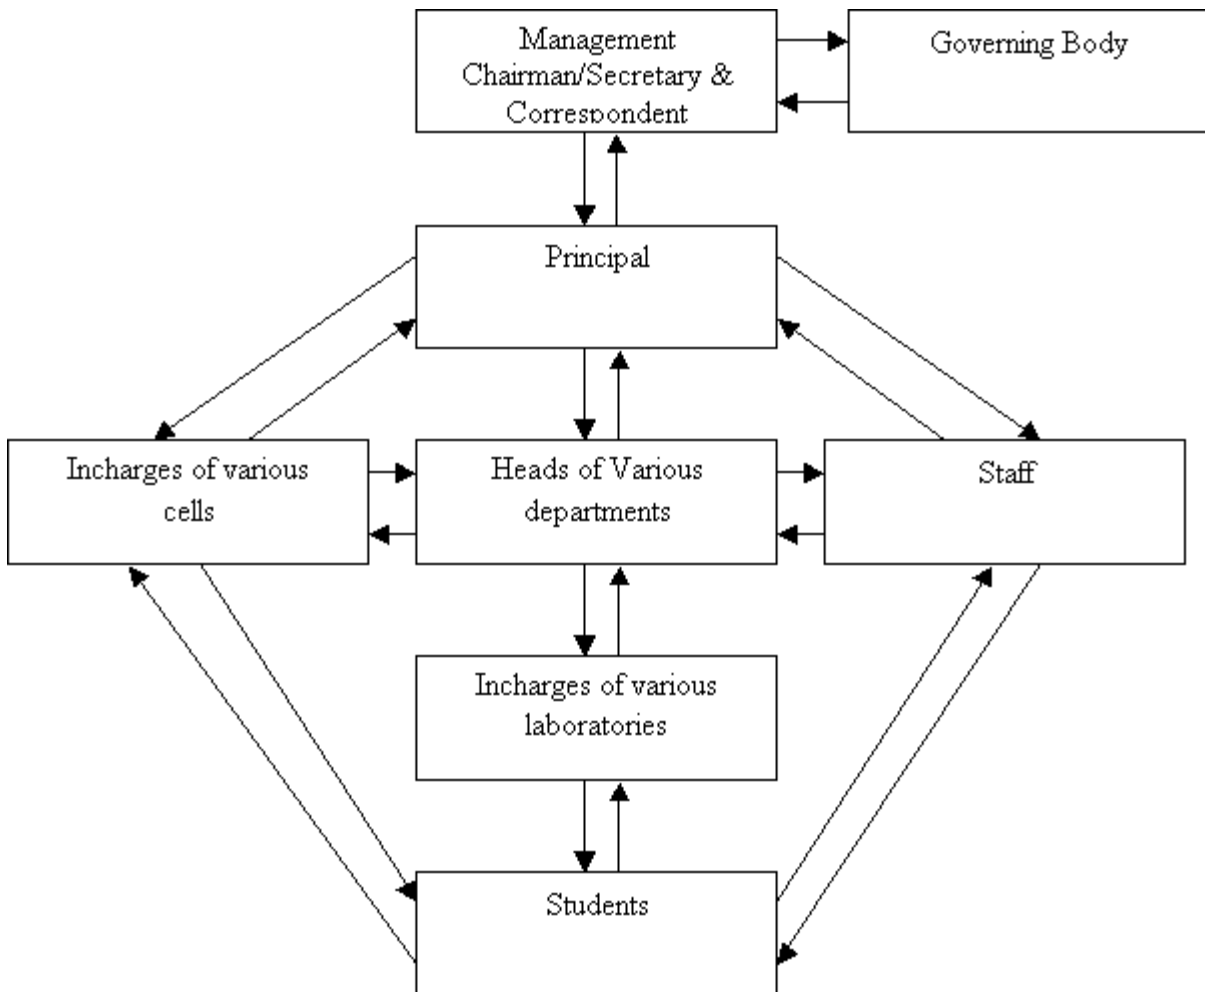 Management
Chairman/Secretary &
Correspondent
Governing Body
Principal
Incharges of various
cells
Heads of Various
departments
Staff
Incharges of various
laboratories
Students